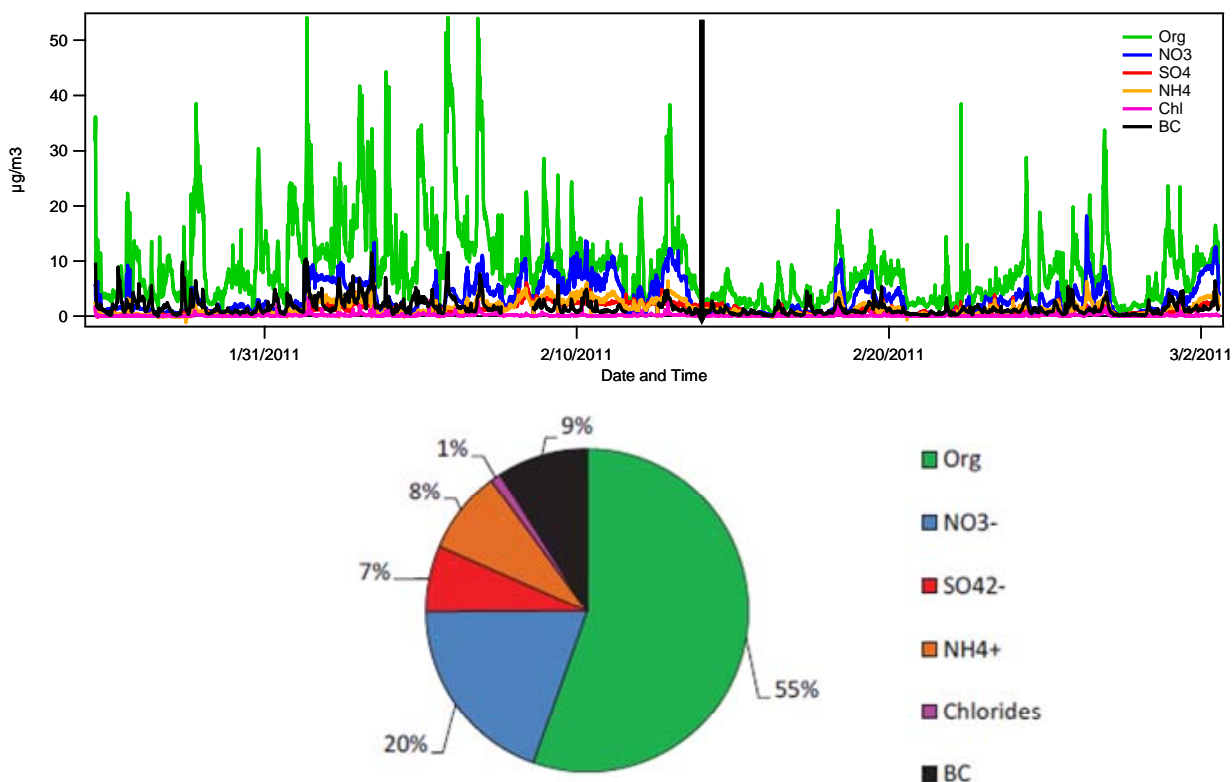 50
40
30
20
10
0
µg/m3
Org
NO3
SO4
NH4
Chl
BC
1/31/2011
2/10/2011
2/20/2011
3/2/2011
Date and Time
9%
1%
8%
7%
20%
55%
Org
NO3-
SO42-
NH4+
Chlorides
BC